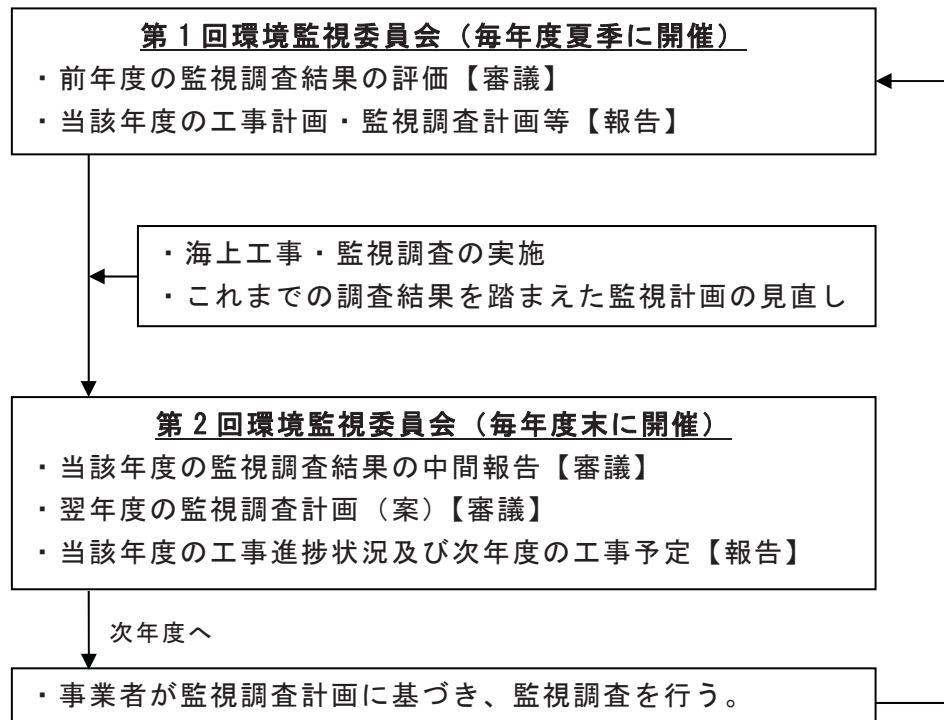 第1回環境監視委員会（毎年度夏季に開催）
・前年度の監視調査結果の評価【審議】
・当該年度の工事計画・監視調査計画等【報告】
・海上工事・監視調査の実施
・これまでの調査結果を踏まえた監視計画の見直し
第2回環境監視委員会（毎年度末に開催）
・当該年度の監視調査結果の中間報告【審議】
・翌年度の監視調査計画（案）【審議】
・当該年度の工事進捗状況及び次年度の工事予定【報告】
次年度へ
・事業者が監視調査計画に基づき、監視調査を行う。